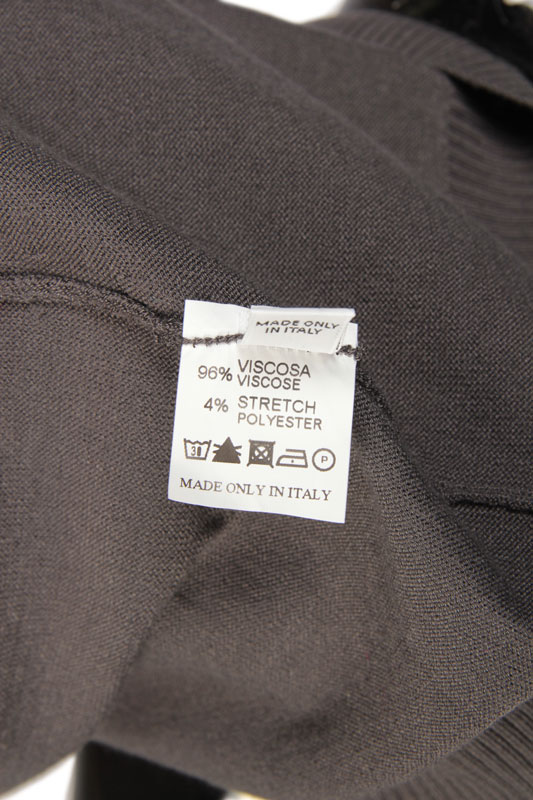 MADE ONLY
IN ITALY
96% VISCOSA
VISCOSE
4% STRETCH
POLYESTER
30 P
MADE ONLY IN ITALY